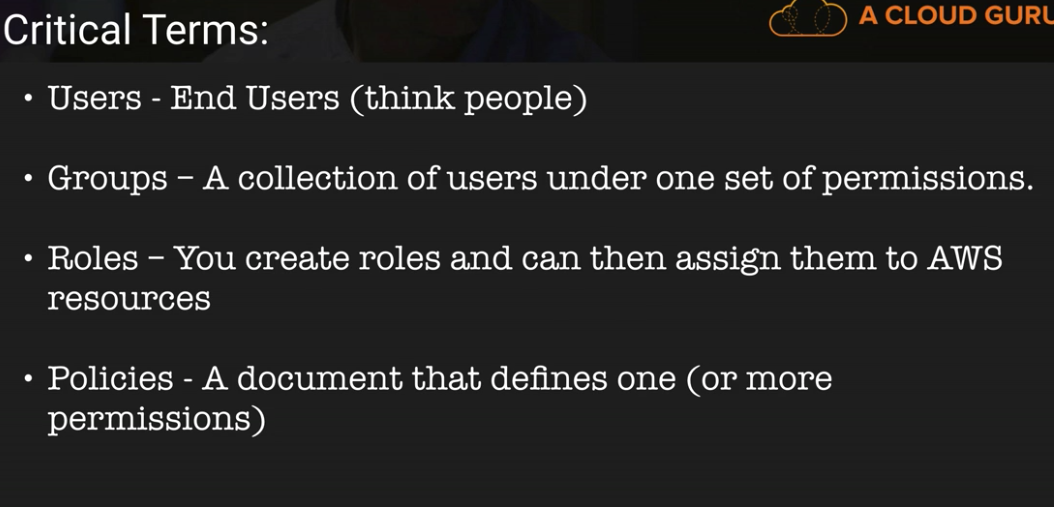 Critical Terms:
A CLOUD GURU
• Users - End Users (think people)
• Groups – A collection of users under one set of permissions.
• Roles – You create roles and can then assign them to AWS
resources
• Policies - A document that defines one (or more
permissions)